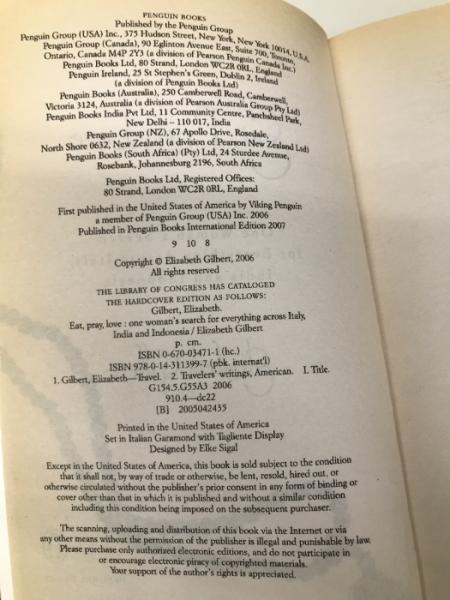 PENGUIN BOOKS
Published by the Penguin Group
Penguin Group (USA) Inc., 375 Hudson Street, New York, New York 10014, U.S.A.
Penguin Group (Canada), 90 Eglinton Avenue East, Suite 700, Toronto,
Ontario, Canada M4P 2Y3 (a division of Pearson Penguin Canada Inc.)
Penguin Books Ltd, 80 Strand, London WC2R 0RL, England
Penguin Ireland, 25 St Stephen's Green, Dublin 2, Ireland
(a division of Penguin Books Ltd)
Penguin Books (Australia), 250 Camberwell Road, Camberwell,
Victoria 3124, Australia (a division of Pearson Australia Group Pty Ltd)
Penguin Books India Pvt Ltd, 11 Community Centre, Panchsheel Park,
New Delhi – 110 017, India
Penguin Group (NZ), 67 Apollo Drive, Rosedale,
North Shore 0632, New Zealand (a division of Pearson New Zealand Ltd)
Penguin Books (South Africa) (Pty) Ltd, 24 Sturdee Avenue,
Rosebank, Johannesburg 2196, South Africa
Penguin Books Ltd, Registered Offices:
80 Strand, London WC2R 0RL, England
First published in the United States of America by Viking Penguin
a member of Penguin Group (USA) Inc. 2006
Published in Penguin Books International Edition 2007
9 10 8
Copyright © Elizabeth Gilbert, 2006
All rights reserved
THE LIBRARY OF CONGRESS HAS CATALOGED
THE HARDCOVER EDITION AS FOLLOWS:
Gilbert, Elizabeth.
Eat, pray, love : one woman's search for everything across Italy,
India and Indonesia / Elizabeth Gilbert
p. cm.
ISBN 0-670-03471-1 (hc.)
ISBN 978-0-14-311399-7 (pbk. internat'l)
1. Gilbert, Elizabeth—Travel. 2. Travelers' writings, American. I. Title.
G154.5.G55A3 2006
910.4—dc22
[B] 2005042435
Printed in the United States of America
Set in Italian Garamond with Tagliente Display
Designed by Elke Sigal
Except in the United States of America, this book is sold subject to the condition
that it shall not, by way of trade or otherwise, be lent, resold, hired out, or
otherwise circulated without the publisher's prior consent in any form of binding or
cover other than that in which it is published and without a similar condition
including this condition being imposed on the subsequent purchaser.
The scanning, uploading and distribution of this book via the Internet or via
any other means without the permission of the publisher is illegal and punishable by law.
Please purchase only authorized electronic editions, and do not participate in
or encourage electronic piracy of copyrighted materials.
Your support of the author's rights is appreciated.